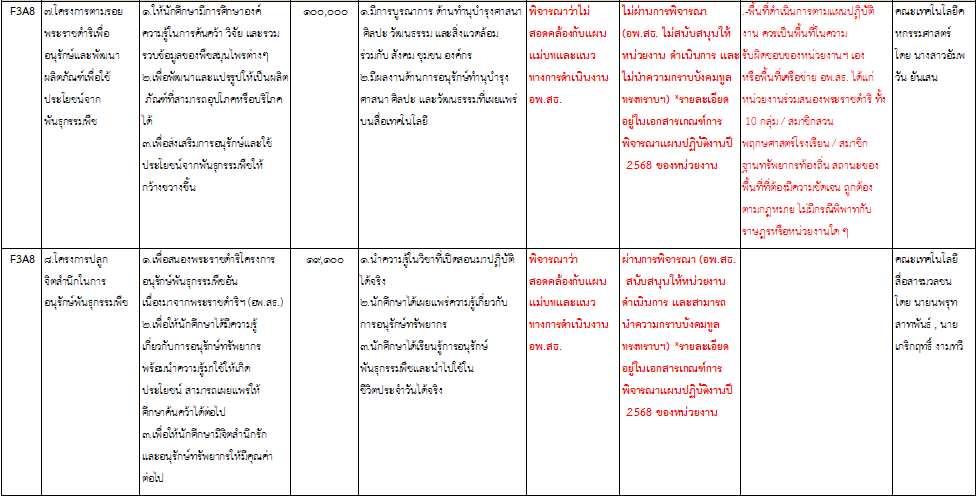 F3A8
๗.โครงการตามรอย
พระราชดำริเพื่อ
อนุรักษ์และพัฒนา
ผลิตภัณฑ์เพื่อใช้
ประโยชน์จาก
พันธุกรรมพืช
๑.ให้นักศึกษามีการศึกษาองค์
ความรู้ในการค้นคว้า วิจัย และรวม
รวบข้อมูลของพืชสมุนไพรต่างๆ
๒.เพื่อพัฒนาและแปรรูปให้เป็นผลิต
ภัณฑ์ที่สามารถอุปโภคหรือบริโภค
ได้
๓.เพื่อส่งเสริมการอนุรักษ์และใช้
ประโยชน์จากพันธุกรรมพืชให้
กว้างขวางขึ้น
๑๐๐,๐๐๐
๑.มีการบูรณาการ ด้านทำนุบำรุงศาสนา
ศิลปะ วัฒนธรรม และสิ่งแวดล้อม
ร่วมกับ สังคม ชุมชน องค์กร
๒.มีผลงานด้านการอนุรักษ์ทำนุบำรุง
ศาสนา ศิลปะ และวัฒนธรรมที่เผยแพร่
บนสื่อเทคโนโลยี
พิจารณาว่าไม่
สอดคล้องกับแผน
แม่บทและแนว
ทางการดำเนินงาน
อพ.สธ.
ไม่ผ่านการพิจารณา
(อพ.สธ. ไม่สนับสนุนให้
หน่วยงาน ดำเนินการ และ
ไม่นำความกราบบังคมทูล
ทรงทราบฯ) *รายละเอียด
อยู่ในเอกสารเกณฑ์การ
พิจารณาแผนปฏิบัติงานปี
2568 ของหน่วยงาน
.-พื้นที่ดำเนินการตามแผนปฏิบัติ
งาน ควรเป็นพื้นที่ในความ
รับผิดชอบของหน่วยงานฯ เอง
หรือพื้นที่เครือข่าย อพ.สธ. ได้แก่
หน่วยงานร่วมสนองพระราชดำริ ทั้ง
10 กลุ่ม / สมาชิกสวน
พฤกษศาสตร์โรงเรียน / สมาชิก
ฐานทรัพยากรท้องถิ่น สถานะของ
พื้นที่ที่ต้องมีความชัดเจน ถูกต้อง
ตามกฎหมาย ไม่มีกรณีพิพาทกับ
ราษฎรหรือหน่วยงานใด ๆ
คณะเทคโนโลยีค
หกรรมศาสตร์
โดย นางสาวอัมพ
วัน ยันเสน
F3A8
๘.โครงการปลูก
จิตสำนึกในการ
อนุรักษ์พันธุกรรมพืช
๑.เพื่อสนองพระราชดำริโครงการ
อนุรักษ์พันธุกรรมพืชอัน
เนื่องมาจากพระราชดำริฯ (อพ.สธ.)
๒.เพื่อให้นักศึกษาได้มีความรู้
เกี่ยวกับการอนุรักษ์ทรัพยากร
พร้อมนำความรู้มาใช้ให้เกิด
ประโยชน์ สามารถเผยแพร่ให้
ศึกษาค้นคว้าได้ต่อไป
๓.เพื่อให้นักศึกษามีจิตสำนึกรัก
และอนุรักษ์ทรัพยากรให้มีคุณค่า
ต่อไป
๑๙,๑๐๐
๑.นำความรู้ในวิชาที่เปิดสอนมาปฏิบัติ
ได้จริง
๒.นักศึกษาได้เผยแพร่ความรู้เกี่ยวกับ
การอนุรักษ์ทรัพยากร
๓.นักศึกษาได้เรียนรู้การอนุรักษ์
พันธุกรรมพืชและนำไปใช้ใน
ชีวิตประจำวันได้จริง
พิจารณาว่า
สอดคล้องกับแผน
แม่บทและแนว
ทางการดำเนินงาน
อพ.สธ.
ผ่านการพิจารณา (อพ.สธ.
สนับสนุนให้หน่วยงาน
ดำเนินการ และสามารถ
นำความกราบบังคมทูล
ทรงทราบฯ) *รายละเอียด
อยู่ในเอกสารเกณฑ์การ
พิจารณาแผนปฏิบัติงานปี
2568 ของหน่วยงาน
คณะเทคโนโลยี
สื่อสารมวลชน
โดย นายนพรุท
สาทพันธ์ , นาย
เกริกฤทธิ์ งามทวี